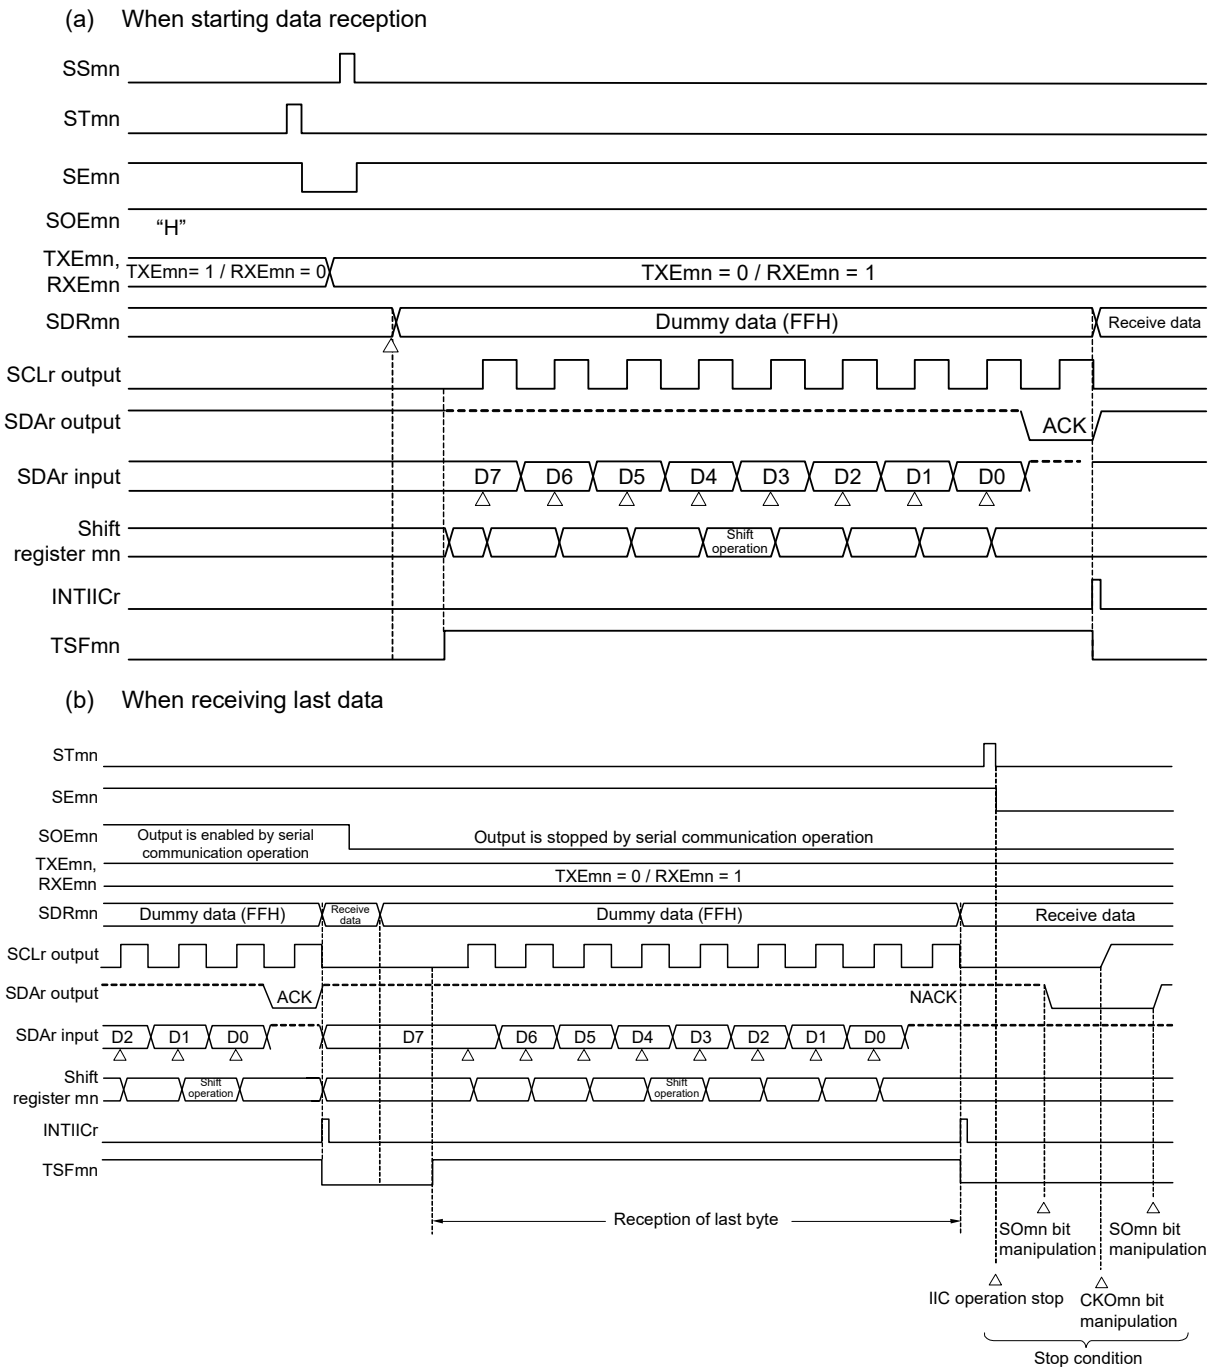 (a) When starting data reception
SSmn
STmn
SEmn
SOEmn
“H”
TXEmn,
RXEmn
TXEmn= 1 / RXEmn = 0
TXEmn = 0 / RXEmn = 1
SDRmn
Dummy data (FFH)
Receive data
SCLr output
SDAr output
ACK
SDAr input
D7 D6 D5 D4 D3 D2 D1 D0
Shift
register mn
Shift
operation
INTIICr
TSFmn
(b) When receiving last data
STmn
SEmn
SOEmn
Output is enabled by serial
communication operation
Output is stopped by serial communication operation
TXEmn,
RXEmn
TXEmn = 0 / RXEmn = 1
SDRmn
Dummy data (FFH)
Receive
data
Dummy data (FFH)
Receive data
SCLr output
SDAr output
ACK
NACK
SDAr input
D2 D1 D0 D7 D6 D5 D4 D3 D2 D1 D0
Shift
register mn
Shift
operation
Shift
operation
INTIICr
TSFmn
Reception of last byte
SOmn bit
manipulation
SOmn bit
manipulation
IIC operation stop
CKOmn bit
manipulation
Stop condition